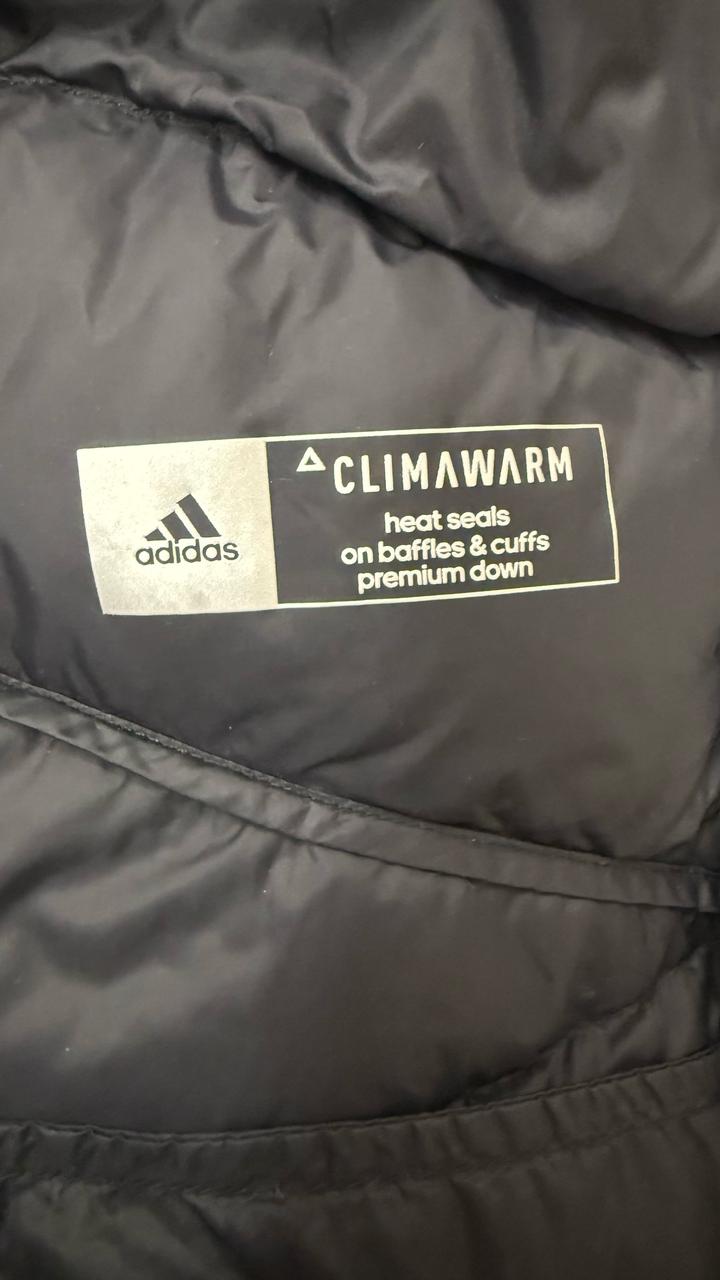 adidas
CLIMAWARM
heat seals
on baffles & cuffs
premium down